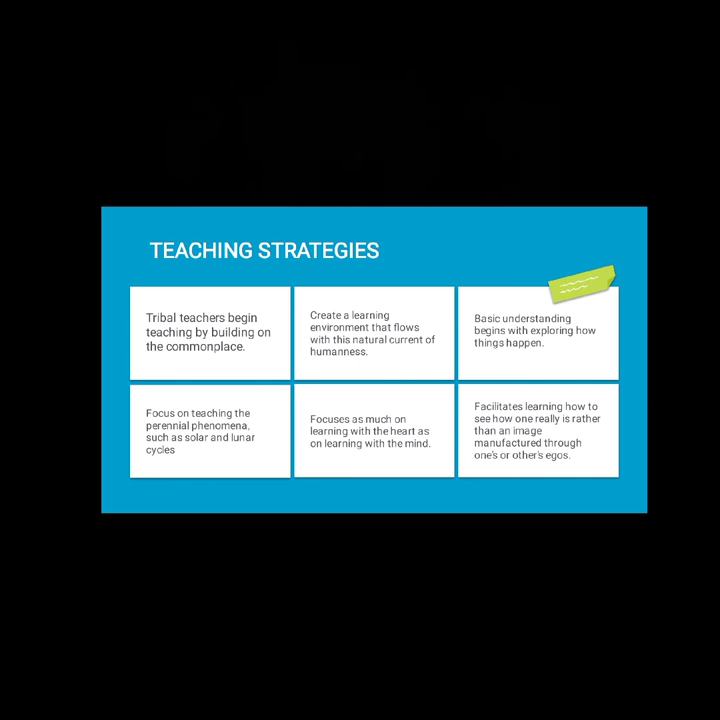 TEACHING STRATEGIES
Tribal teachers begin
teaching by building on
the commonplace.
Create a learning
environment that flows
with this natural current of
humanness.
Basic understanding
begins with exploring how
things happen.
Focus on teaching the
perennial phenomena,
such as solar and lunar
cycles
Focuses as much on
learning with the heart as
on learning with the mind.
Facilitates learning how to
see how one really is rather
than an image
manufactured through
one's or other's egos.